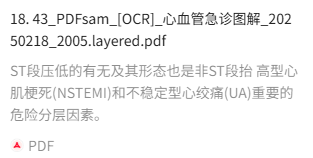 18. 43_PDFsam_[OCR]_心血管急诊图解_202
50218_2005.layered.pdf
ST段压低的有无及其形态也是非ST段抬 高型心
肌梗死(NSTEMI)和不稳定型心绞痛(UA)重要的
危险分层因素。
PDF